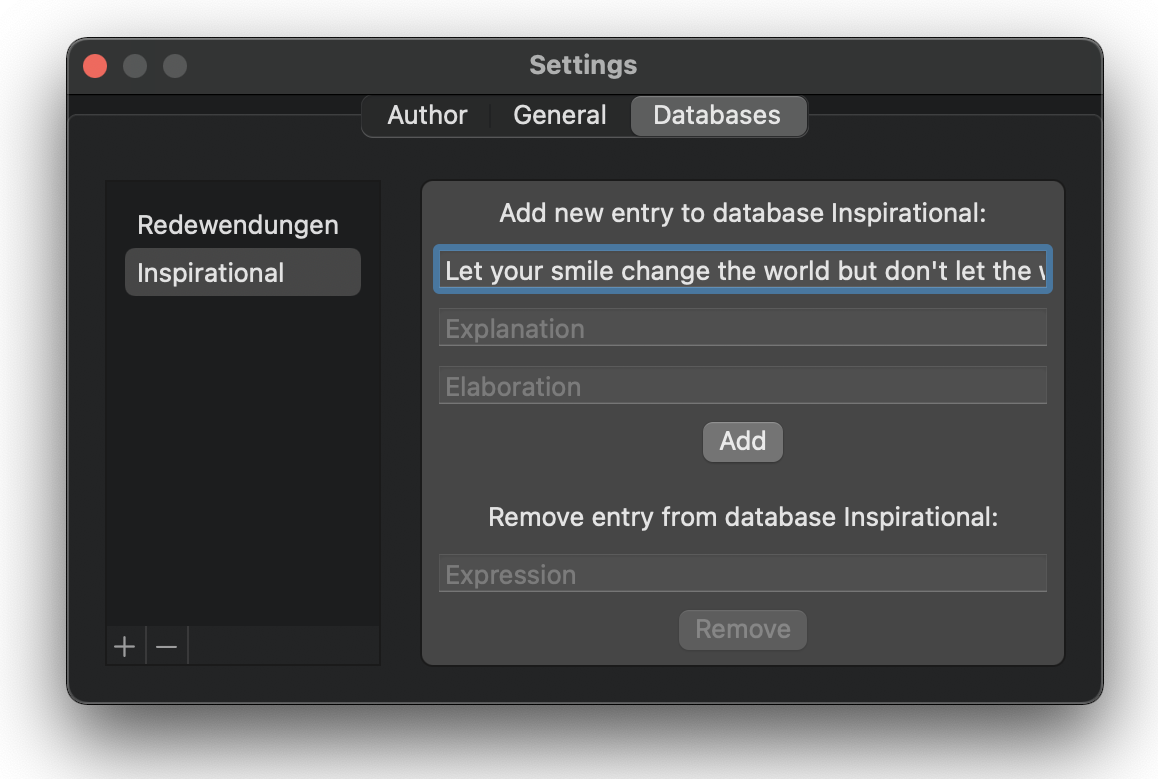 Settings
Author
General
Databases
Redewendungen
Inspirational
Add new entry to database Inspirational:
Let your smile change the world but don't let the
Explanation
Elaboration
Add
Remove entry from database Inspirational:
Expression
Remove